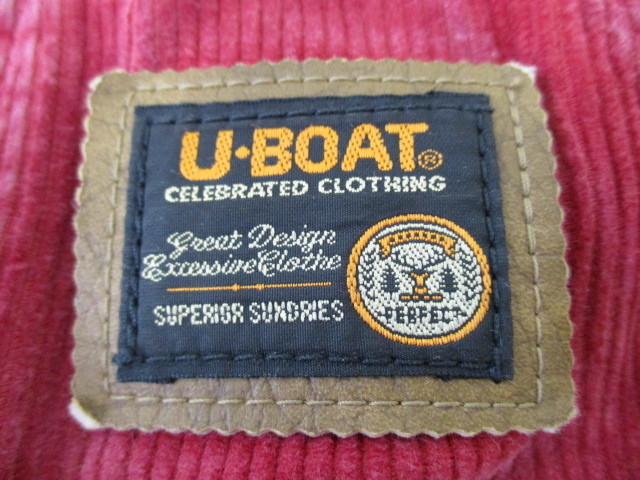 U·BOAT®
CELEBRATED CLOTHING
Great Design
Excessive Clothe
SUPERIOR SUNDRIES
PERFECT